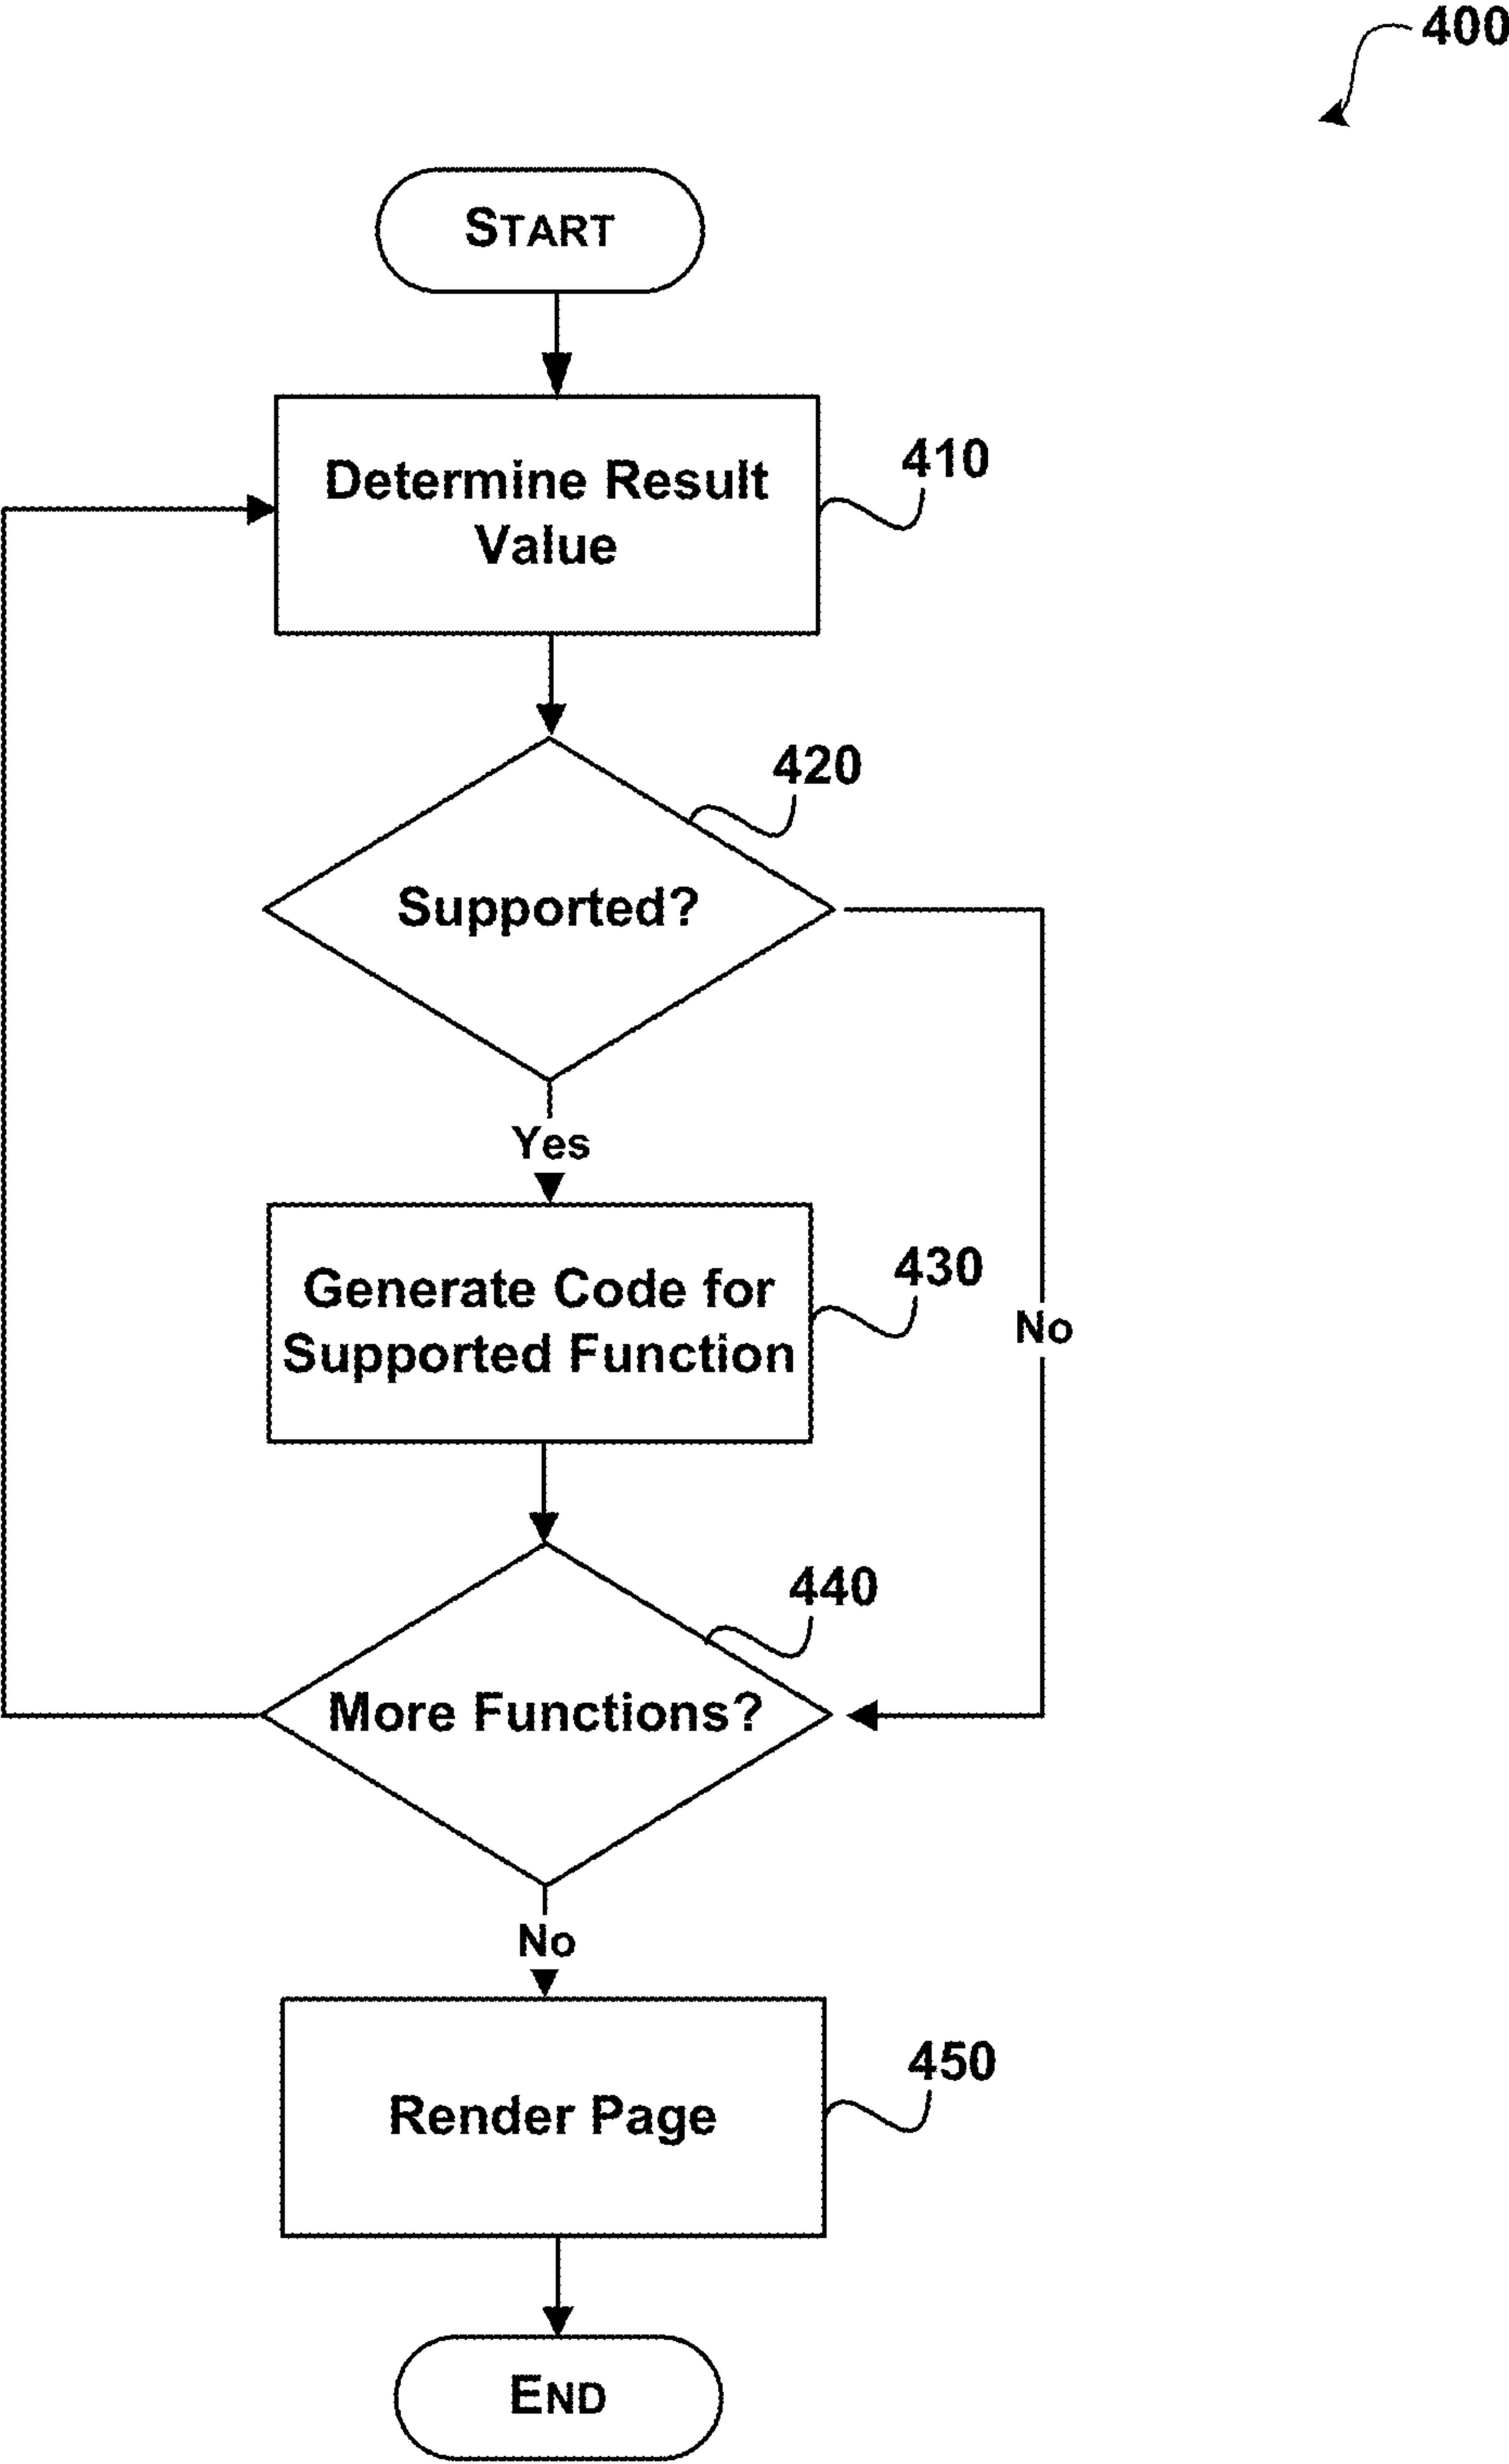 400
START
Determine Result
Value
410
420
Supported?
Yes
Generate Code for
Supported Function
430
No
440
More Functions?
No
Render Page
450
END